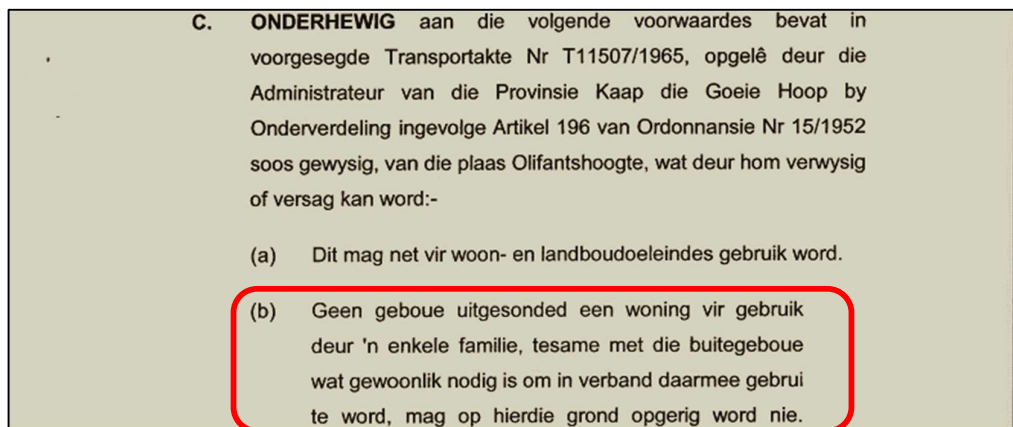 C. ONDERHEWIG aan die volgende voorwaardes bevat in
voorgesegde Transportakte Nr T11507/1965, opgelê deur die
Administrateur van die Provinsie Kaap die Goeie Hoop by
Onderverdeling ingevolge Artikel 196 van Ordonnansie Nr 15/1952
soos gewysig, van die plaas Olifantshoogte, wat deur hom verwysig
of versag kan word:-
(a) Dit mag net vir woon- en landboudoeleindes gebruik word.
(b) Geen geboue uitgesonded een woning vir gebruik
deur 'n enkele familie, tesame met die buitegeboue
wat gewoonlik nodig is om in verband daarmee gebrui
te word, mag op hierdie grond opgerig word nie.